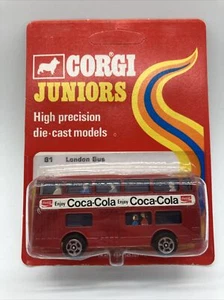 CORGI
JUNIORS
High precision
die-cast models
81 London Bus
Enjoy Coca-Cola Enjoy Coca-Cola